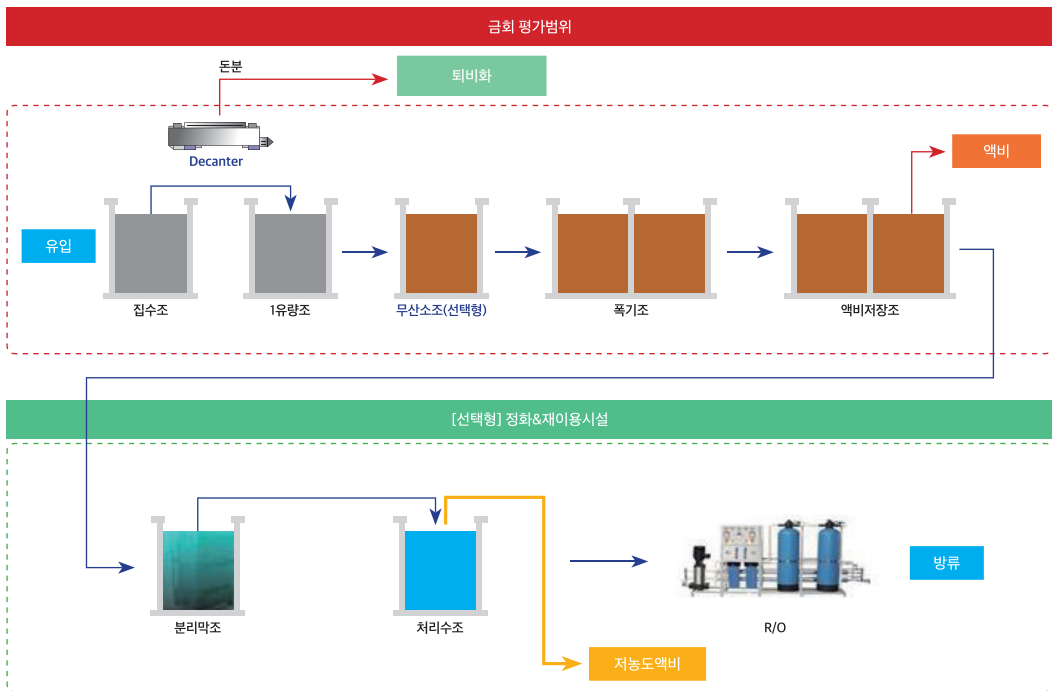 금회 평가범위
돈분
퇴비화
Decanter
액비
유입
집수조
1유량조
무산소조(선택형)
폭기조
액비저장조
[선택형] 정화&재이용시설
분리막조
처리수조
R/O
방류
저농도액비